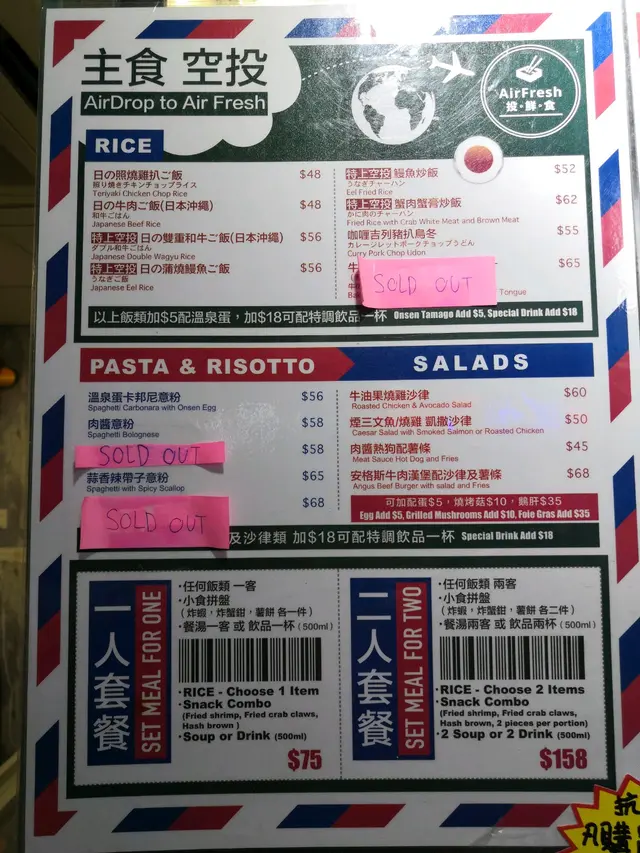 主食 空投
AirDrop to Air Fresh
AirFresh
投·鮮·食
RICE
日の照燒雞扒ご飯 $48
照り焼きチキンチョップライス
Teriyaki Chicken Chop Rice
日の牛肉ご飯(日本沖繩) $48
和牛ごはん
Japanese Beef Rice
特上空投 日の雙重和牛ご飯(日本沖繩) $56
ダブル和牛ごはん
Japanese Double Wagyu Rice
特上空投 日の蒲燒鰻魚ご飯 $56
うなぎご飯
Japanese Eel Rice
特上空投 鰻魚炒飯 $52
うなぎチャーハン
Eel Fried Rice
特上空投 蟹肉蟹膏炒飯 $62
かに肉のチャーハン
Fried Rice with Crab White Meat and Brown Meat
咖喱吉列豬扒烏冬 $55
カレージレットポークチョップうどん
Curry Pork Chop Udon
$65
SOLD OUT
Tongue
以上飯類加$5配溫泉蛋，加$18可配特調飲品一杯 Onsen Tamago Add $5, Special Drink Add $18
PASTA & RISOTTO
溫泉蛋卡邦尼意粉 $56
Spaghetti Carbonara with Onsen Egg
肉醬意粉 $58
Spaghetti Bolognese
SOLD OUT $58
蒜香辣帶子意粉 $65
Spaghetti with Spicy Scallop
SOLD OUT $68
SALADS
牛油果燒雞沙律 $60
Roasted Chicken & Avocado Salad
煙三文魚/燒雞 凱撒沙律 $50
Caesar Salad with Smoked Salmon or Roasted Chicken
肉醬熱狗配薯條 $45
Meat Sauce Hot Dog and Fries
安格斯牛肉漢堡配沙律及薯條 $68
Angus Beef Burger with salad and Fries
可加配蛋$5，燒烤菇$10，鵝肝$35
Egg Add $5, Grilled Mushrooms Add $10, Foie Gras Add $35
及沙律類 加$18可配特調飲品一杯 Special Drink Add $18
一人套餐
SET MEAL FOR ONE
·任何飯類 一客
·小食拼盤
(炸蝦，炸蟹鉗，薯餅 各一件)
·餐湯一客 或 飲品一杯 (500ml)
·RICE - Choose 1 Item
·Snack Combo
(Fried shrimp, Fried crab claws,
Hash brown )
·Soup or Drink (500ml)
$75
二人套餐
SET MEAL FOR TWO
·任何飯類 兩客
·小食拼盤
(炸蝦，炸蟹鉗，薯餅 各二件)
·餐湯兩客 或 飲品兩杯 (500ml)
·RICE - Choose 2 Items
·Snack Combo
(Fried shrimp, Fried crab claws,
Hash brown, 2 pieces per portion)
·2 Soup or 2 Drink (500ml)
$158
抗
購